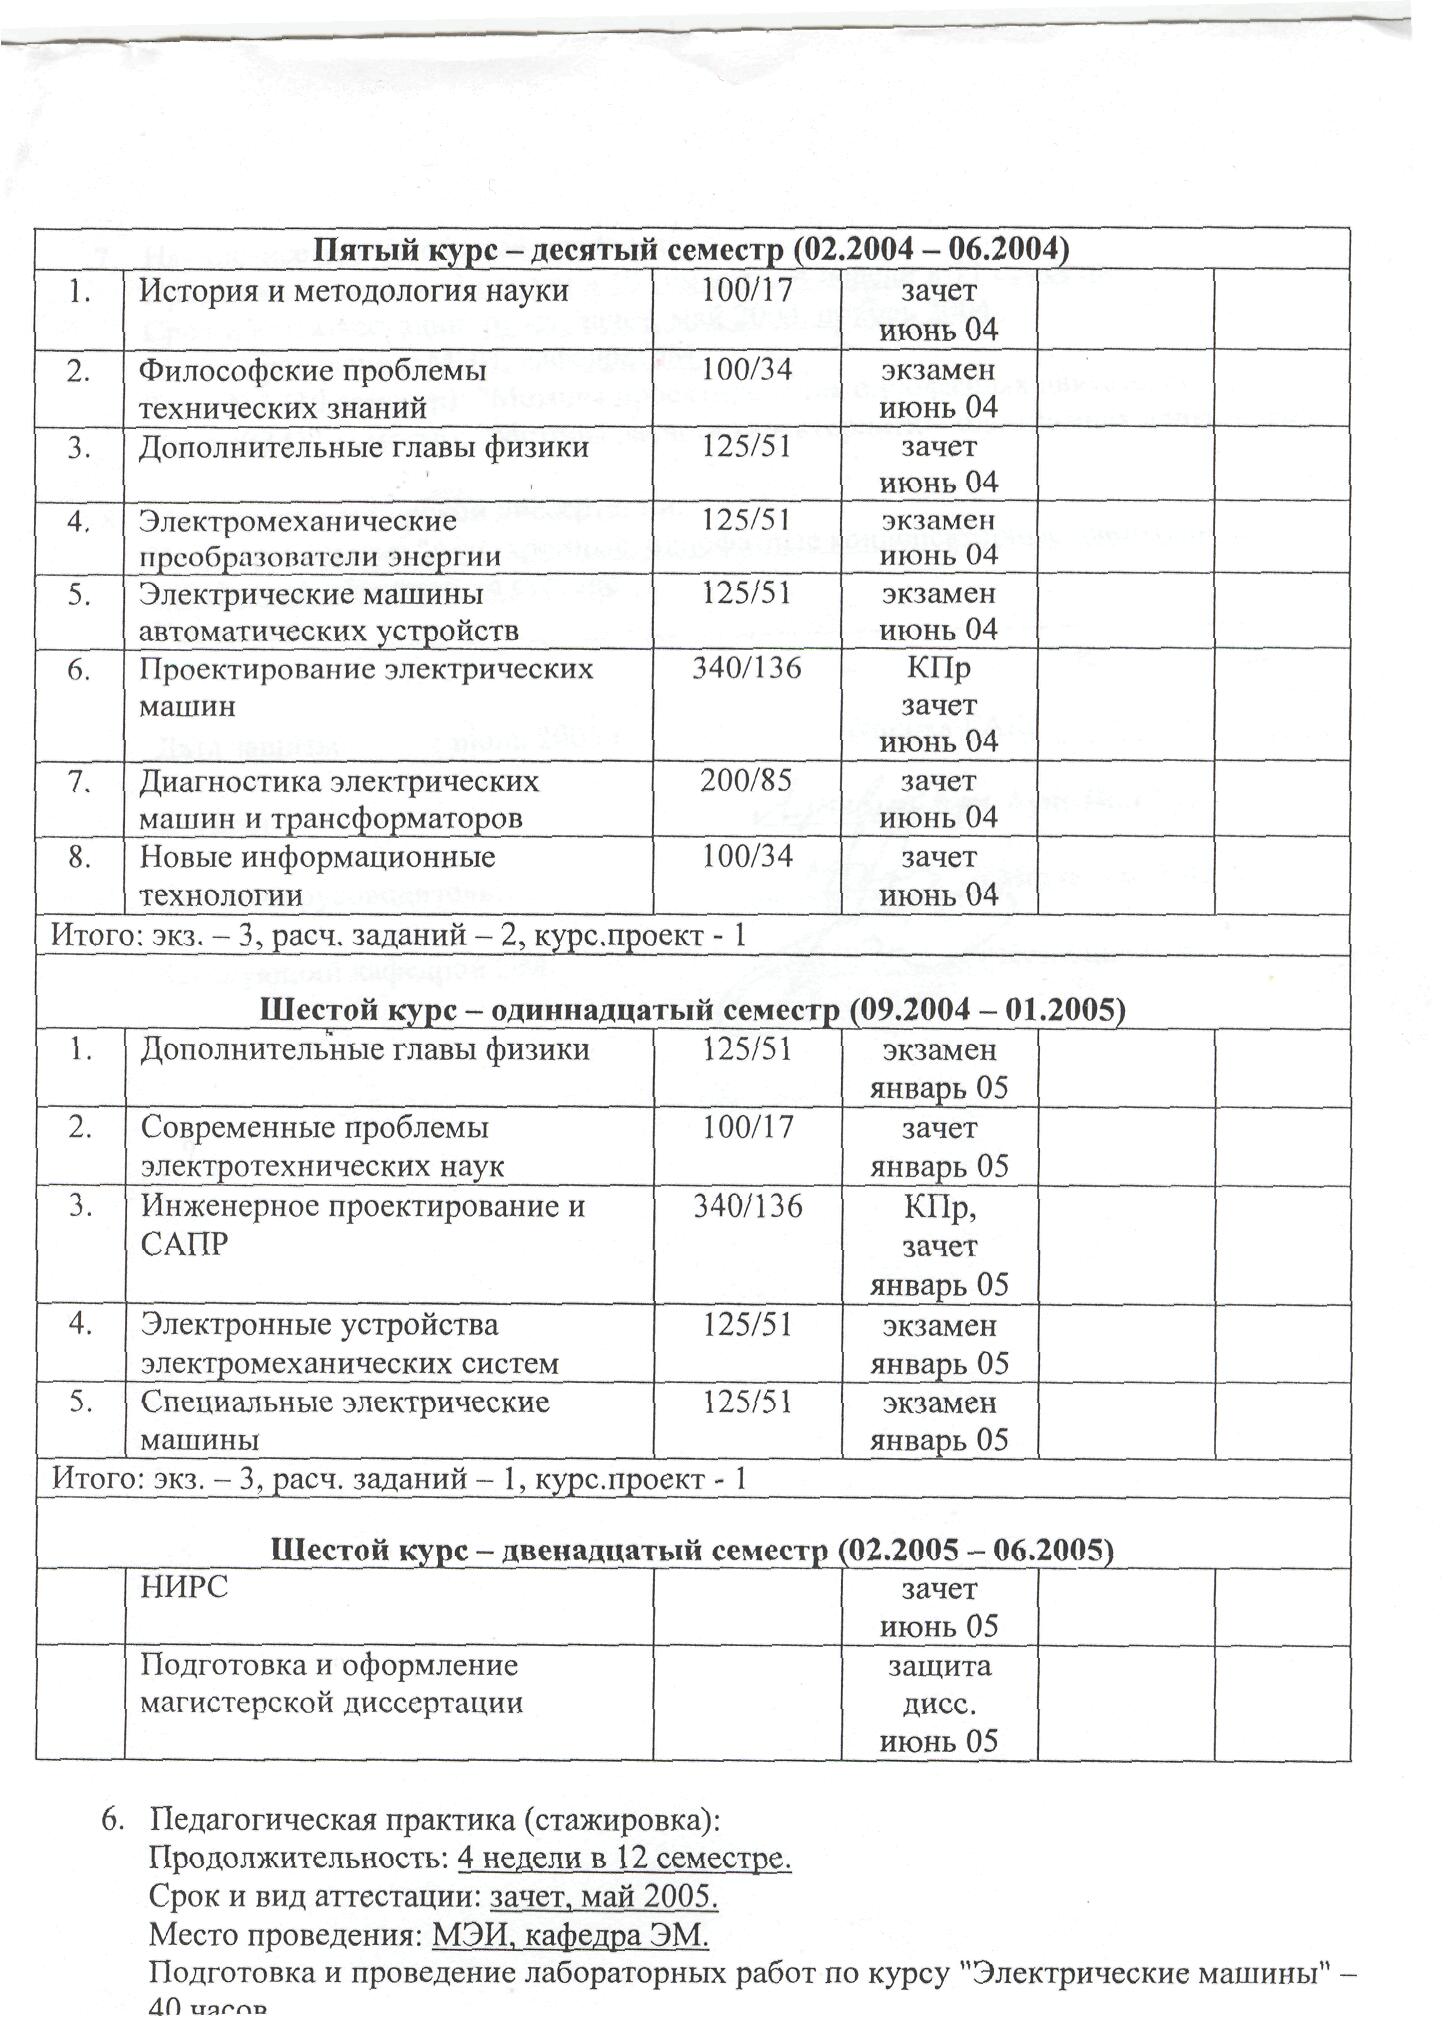 Пятый курс – десятый семестр (02.2004 – 06.2004)
1. История и методология науки 100/17 зачет
июнь 04
2. Философские проблемы 100/34 экзамен
технических знаний июнь 04
3. Дополнительные главы физики 125/51 зачет
июнь 04
4. Электромеханические 125/51 экзамен
преобразователи энергии июнь 04
5. Электрические машины 125/51 экзамен
автоматических устройств июнь 04
6. Проектирование электрических 340/136 КПр
машин зачет
июнь 04
7. Диагностика электрических 200/85 зачет
машин и трансформаторов июнь 04
8. Новые информационные 100/34 зачет
технологии июнь 04
Итого: экз. – 3, расч. заданий – 2, курс.проект - 1
Шестой курс – одиннадцатый семестр (09.2004 – 01.2005)
1. Дополнительные главы физики 125/51 экзамен
январь 05
2. Современные проблемы 100/17 зачет
электротехнических наук январь 05
3. Инженерное проектирование и 340/136 КПр,
САПР зачет
январь 05
4. Электронные устройства 125/51 экзамен
электромеханических систем январь 05
5. Специальные электрические 125/51 экзамен
машины январь 05
Итого: экз. – 3, расч. заданий – 1, курс.проект - 1
Шестой курс – двенадцатый семестр (02.2005 – 06.2005)
НИРС зачет
июнь 05
Подготовка и оформление защита
магистерской диссертации дисс.
июнь 05
6. Педагогическая практика (стажировка):
Продолжительность: 4 недели в 12 семестре.
Срок и вид аттестации: зачет, май 2005.
Место проведения: МЭИ, кафедра ЭМ.
Подготовка и проведение лабораторных работ по курсу "Электрические машины" –
40 часов